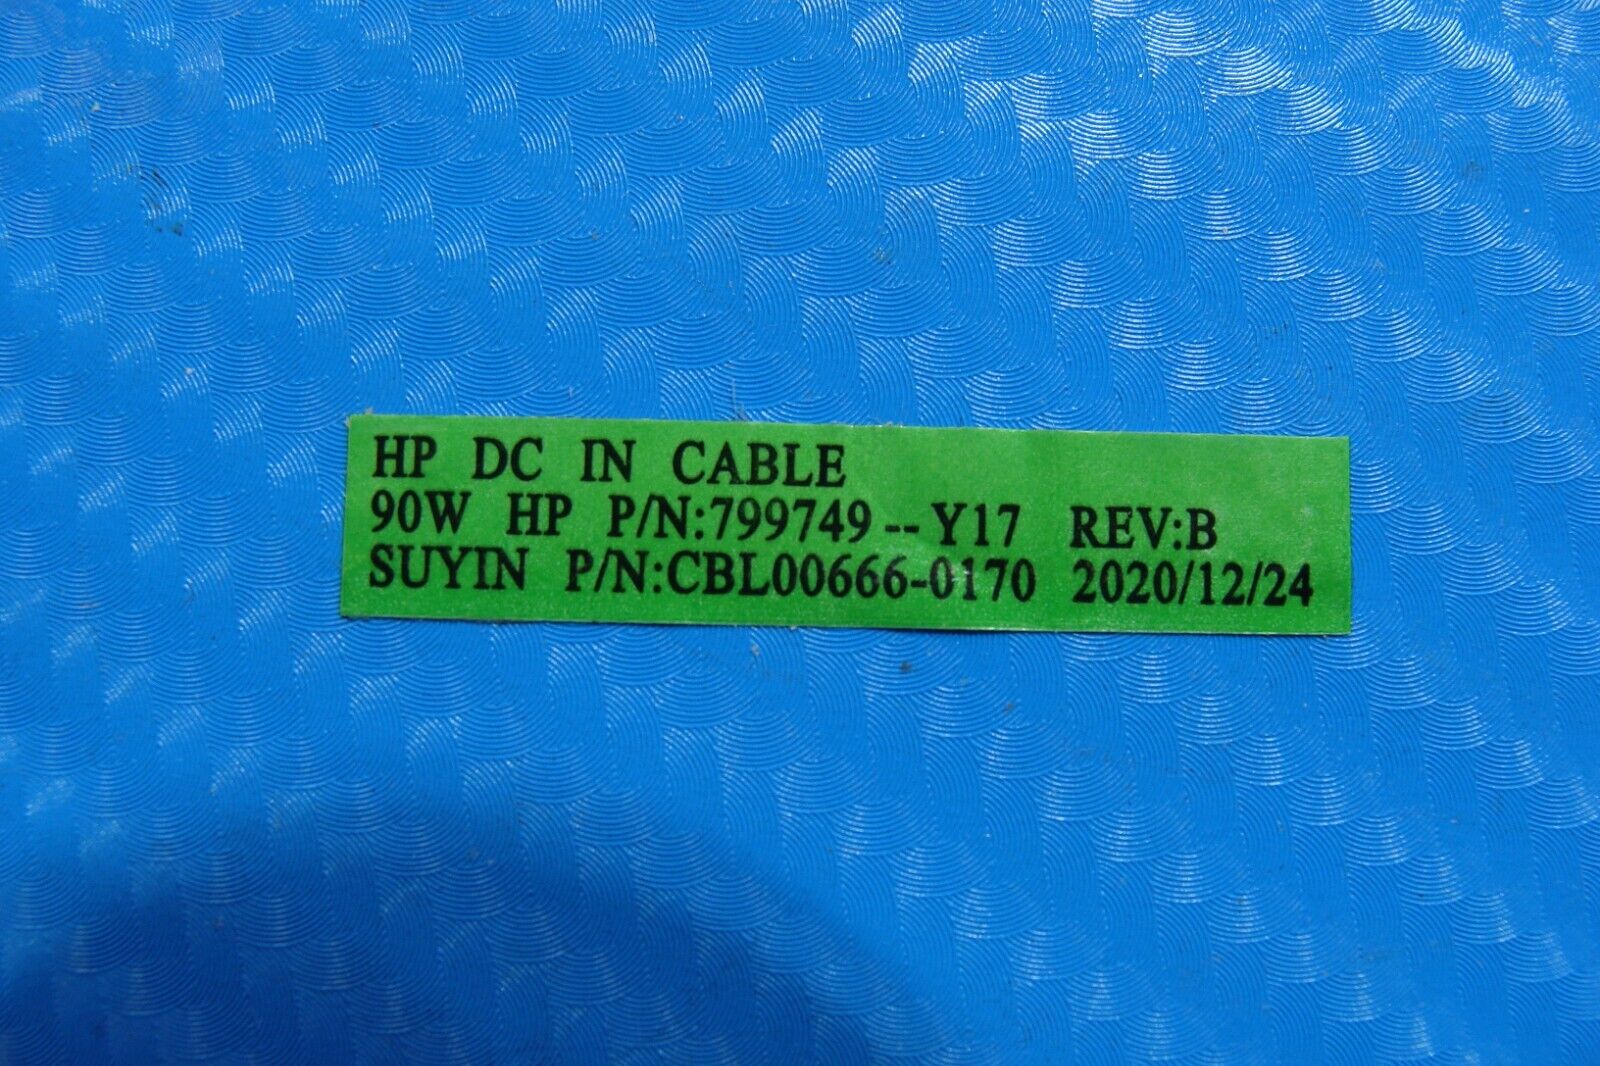 HP DC IN CABLE
90W HP P/N:799749--Y17 REV:B
SUYIN P/N:CBL00666-0170 2020/12/24